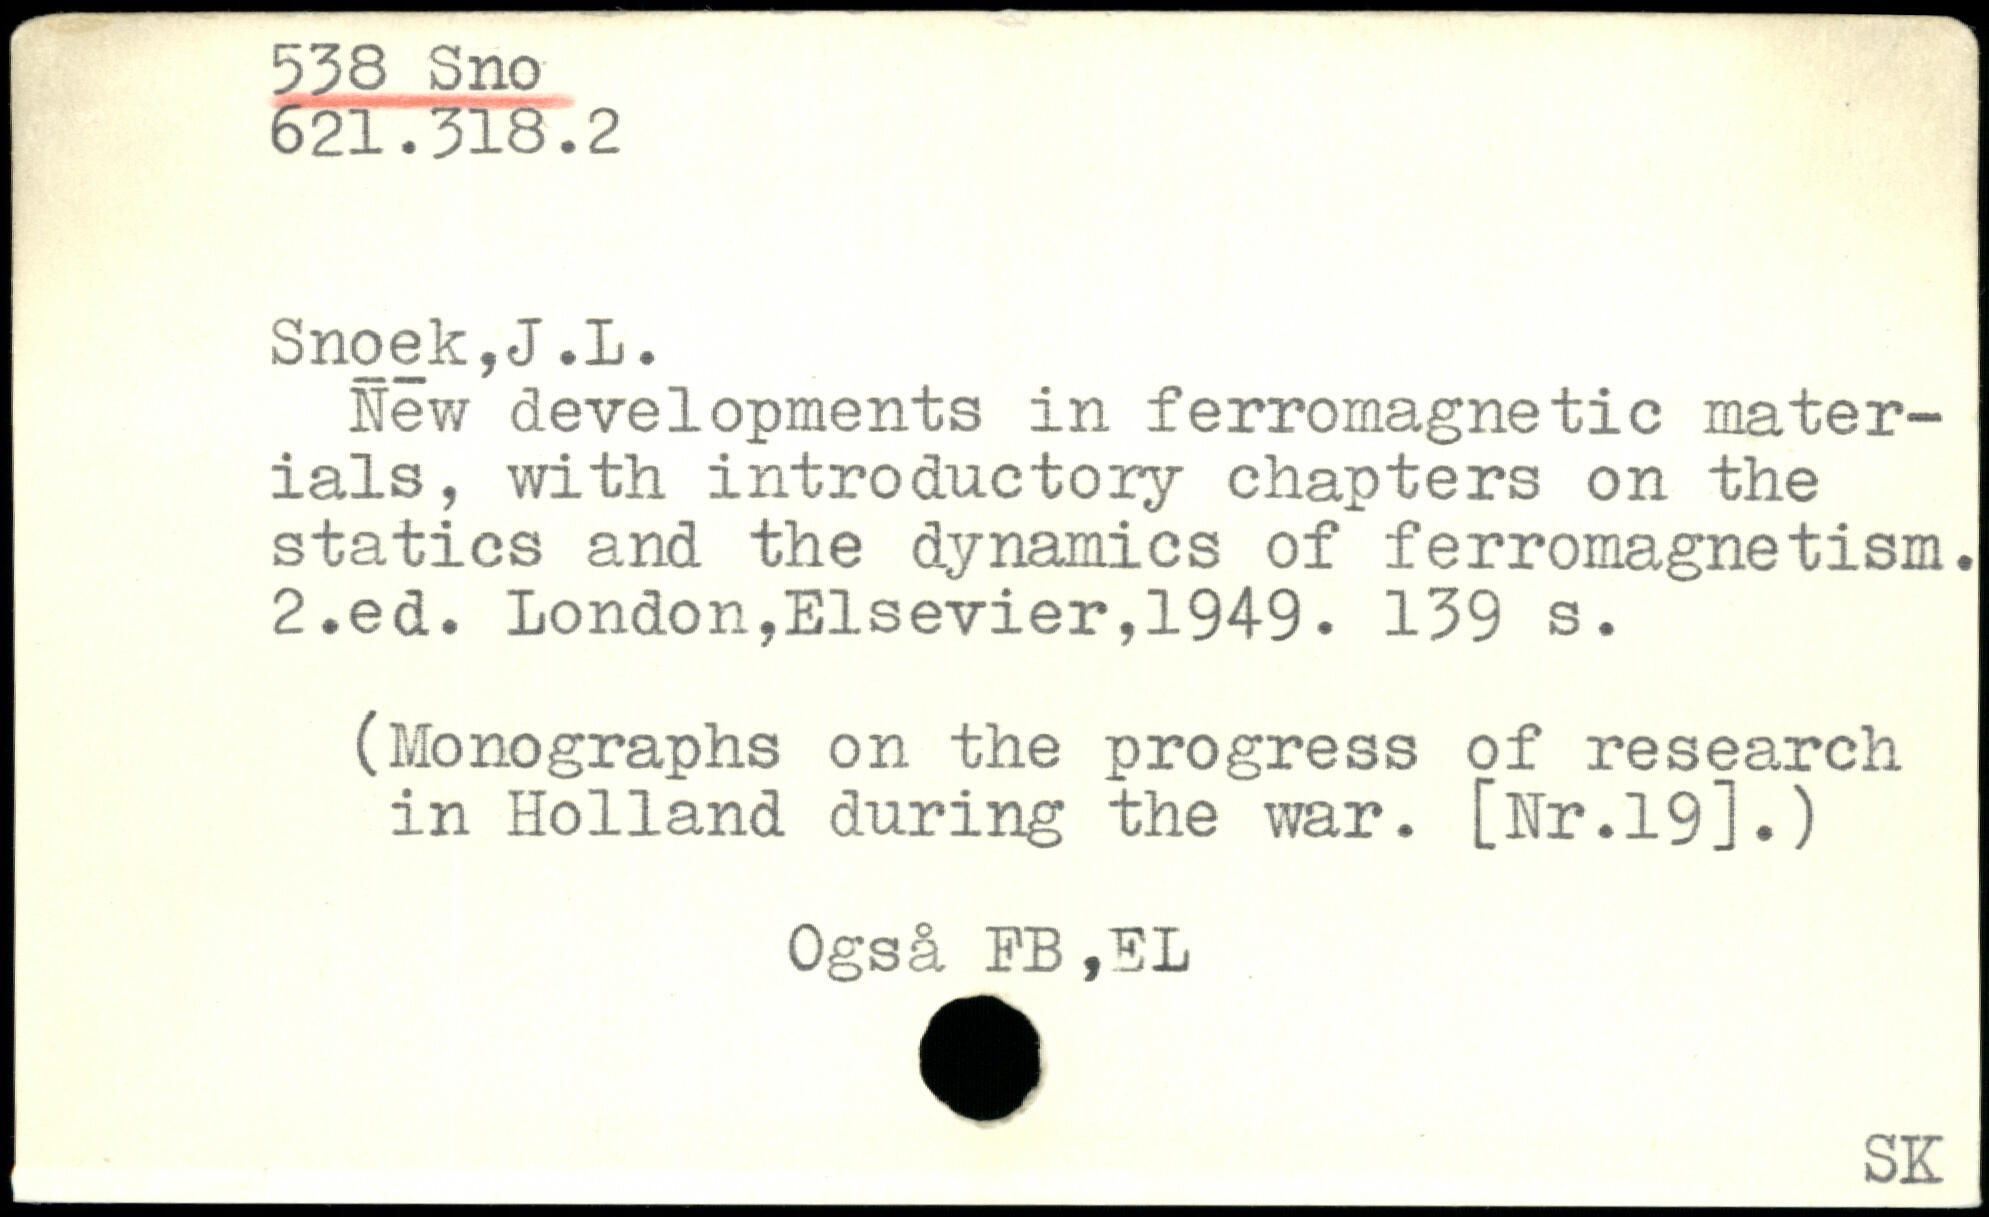 538 Sno
621.318.2
Snoek,J.L.
New developments in ferromagnetic mater-
ials, with introductory chapters on the
statics and the dynamics of ferromagnetism.
2.ed. London,Elsevier,1949. 139 s.
(Monographs on the progress of research
in Holland during the war. [Nr.19].)
Også FB,EL
SK